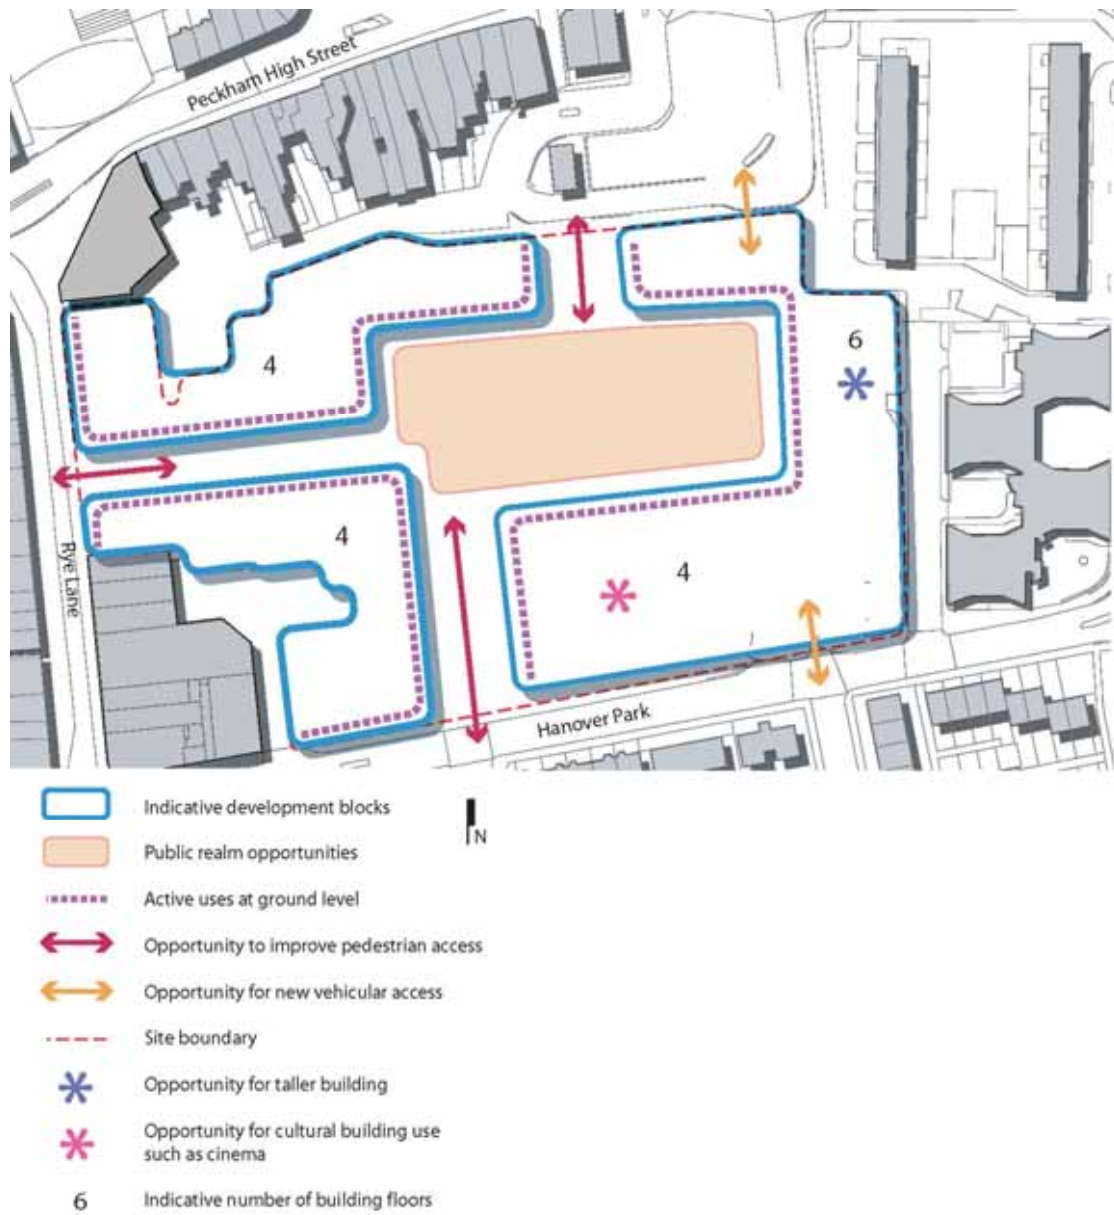 Peckham High Street
6
4
4
4
Rye Lane
Hanover Park
Indicative development blocks
N
Public realm opportunities
Active uses at ground level
Opportunity to improve pedestrian access
Opportunity for new vehicular access
Site boundary
Opportunity for taller building
Opportunity for cultural building use
such as cinema
6 Indicative number of building floors